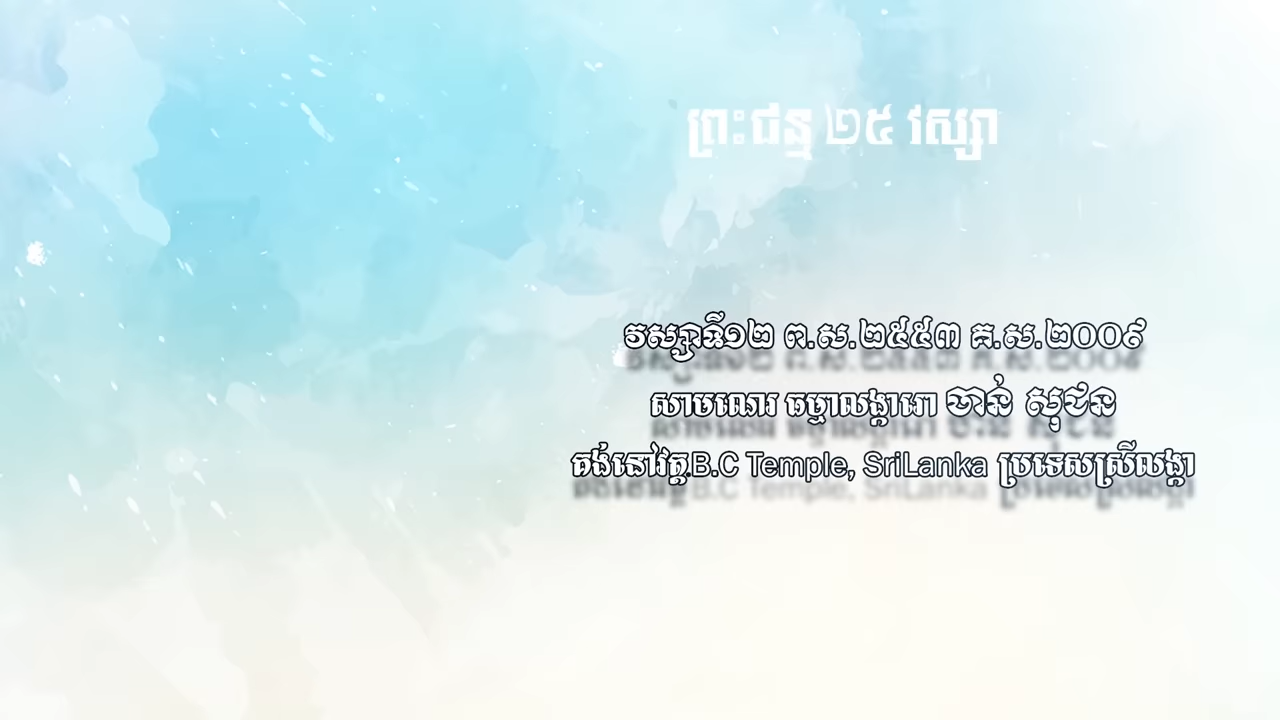 ព្រះជន្ម ២៥ វស្សា
វស្សាទី១២ ព.ស.២៥៥៣ គ.ស.២០០៩
សាមណេរ ធម្មាលង្ការោ ចាន់ សុជន
គង់នៅវត្ត.B.C Temple, SriLanka ប្រទេសស្រីលង្កា